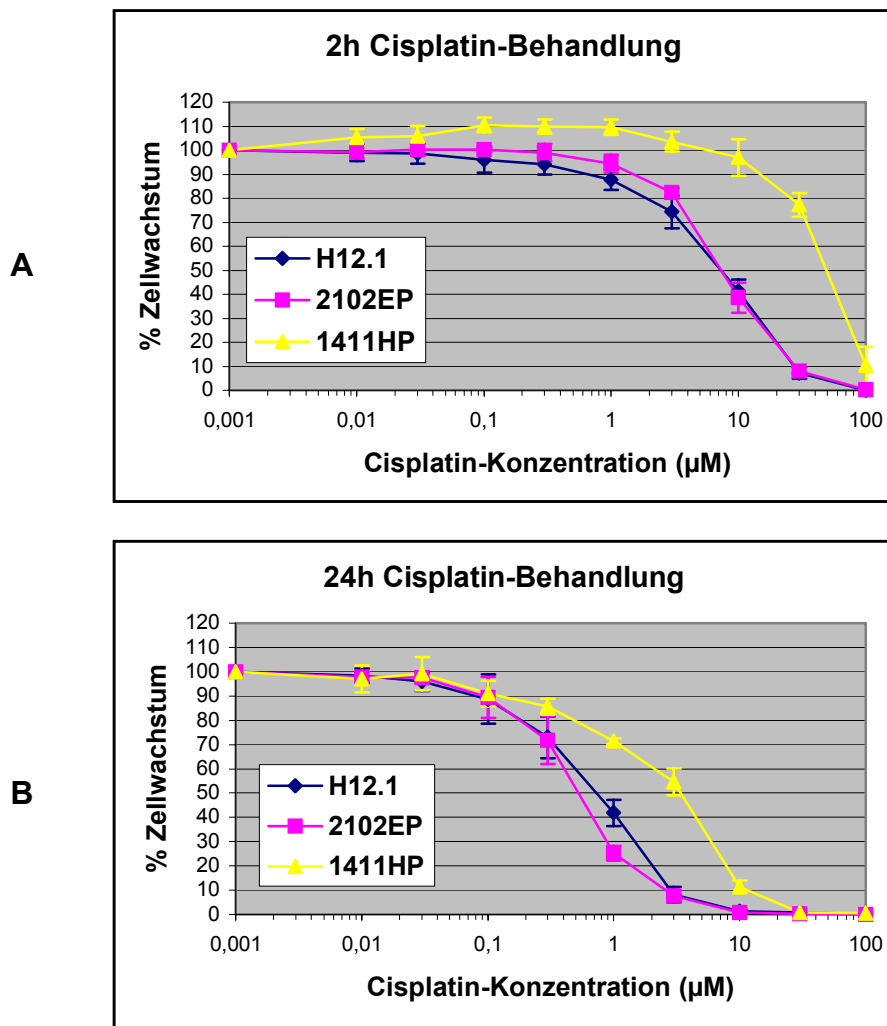 A
2h Cisplatin-Behandlung
% Zellwachstum
120
110
100
90
80
70
60
50
40
30
20
10
0
H12.1
2102EP
1411HP
0,001 0,01 0,1 1 10 100
Cisplatin-Konzentration (µM)
B
24h Cisplatin-Behandlung
% Zellwachstum
120
110
100
90
80
70
60
50
40
30
20
10
0
H12.1
2102EP
1411HP
0,001 0,01 0,1 1 10 100
Cisplatin-Konzentration (µM)